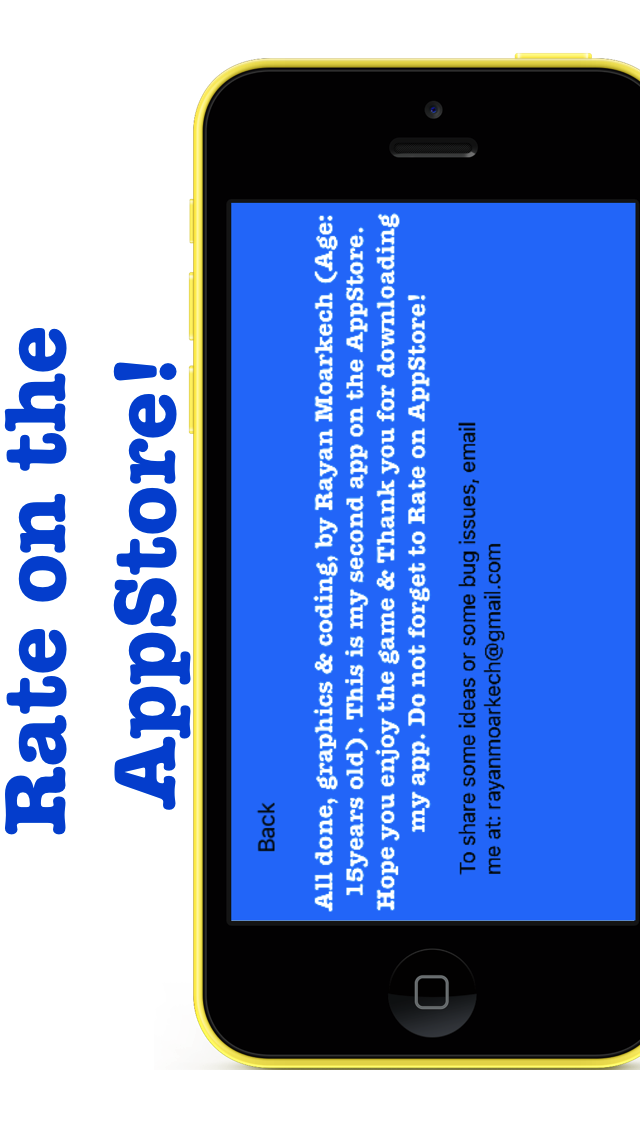 Rate on the
AppStore!
Back
All done, graphics & coding, by Rayan Moarkech (Age:
15years old). This is my second app on the AppStore.
Hope you enjoy the game & Thank you for downloading
my app. Do not forget to Rate on AppStore!
To share some ideas or some bug issues, email
me at: rayanmoarkech@gmail.com